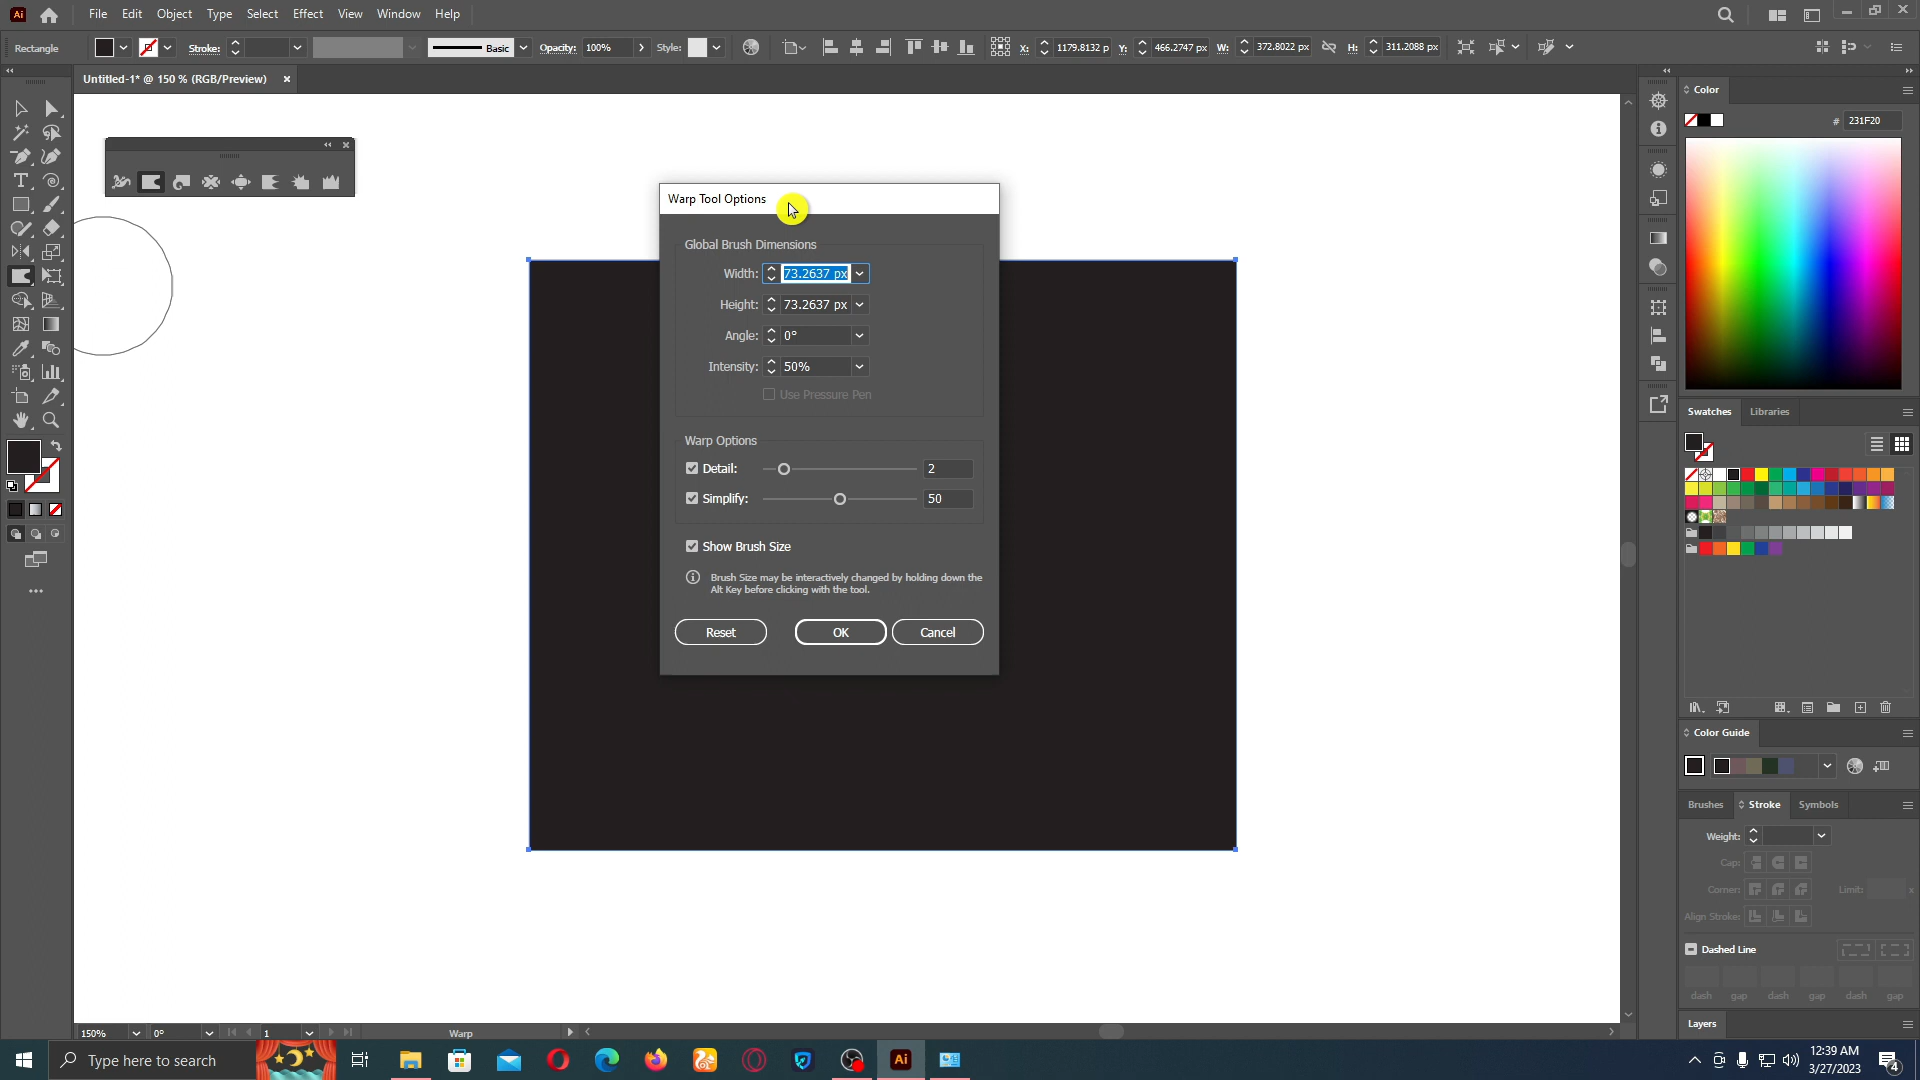 Ai File Edit Object Type Select Effect View Window Help
Rectangle Stroke: Basic Opacity: 100% Style: X: 1179.8132 p Y: 466.2747 px W: 372.8022 px H: 311.2088 px
Untitled-1* @ 150 % (RGB/Preview)
Color
# 231F20
Warp Tool Options
Global Brush Dimensions
Width: 73.2637 px
Height: 73.2637 px
Angle: 0°
Intensity: 50%
Use Pressure Pen
Warp Options
Detail: 2
Simplify: 50
Show Brush Size
Brush Size may be interactively changed by holding down the
Alt Key before clicking with the tool.
Reset OK Cancel
Swatches Libraries
Color Guide
Brushes Stroke Symbols
Weight:
Cap:
Corner: Limit: x
Align Stroke:
Dashed Line
dash gap dash gap dash gap
Layers
150% 0° 1 Warp
Type here to search
Ai
12:39 AM
3/27/2023
4